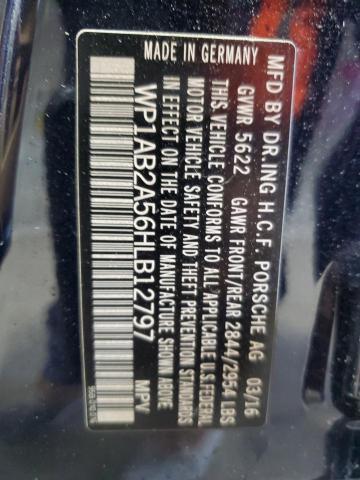 MFD BY DR.ING H.C.F. PORSCHE AG 03/16
GVWR 5622 GAWR FRONT/REAR 2844/2954 LBS
THIS VEHICLE CONFORMS TO ALL APPLICABLE U.S. FEDERAL
MOTOR VEHICLE SAFETY AND THEFT PREVENTION STANDARDS
IN EFFECT ON THE DATE OF MANUFACTURE SHOWN ABOVE
WP1AB2A56HLB12797 MPV
MADE IN GERMANY